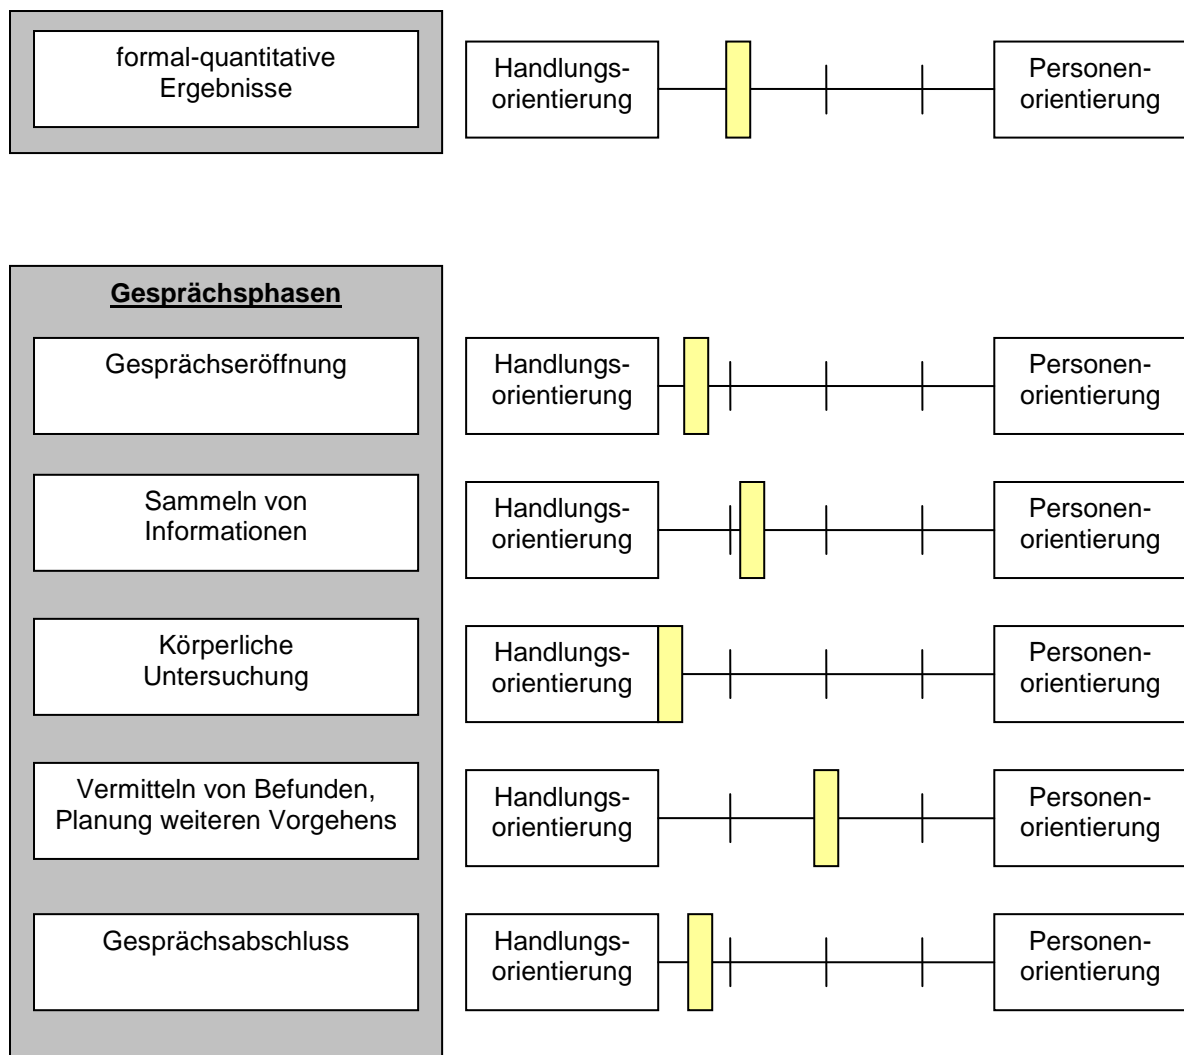 formal-quantitative
Ergebnisse
Handlungs-
orientierung
Personen-
orientierung
Gesprächsphasen
Gesprächseröffnung
Handlungs-
orientierung
Personen-
orientierung
Sammeln von
Informationen
Handlungs-
orientierung
Personen-
orientierung
Körperliche
Untersuchung
Handlungs-
orientierung
Personen-
orientierung
Vermitteln von Befunden,
Planung weiteren Vorgehens
Handlungs-
orientierung
Personen-
orientierung
Gesprächsabschluss
Handlungs-
orientierung
Personen-
orientierung